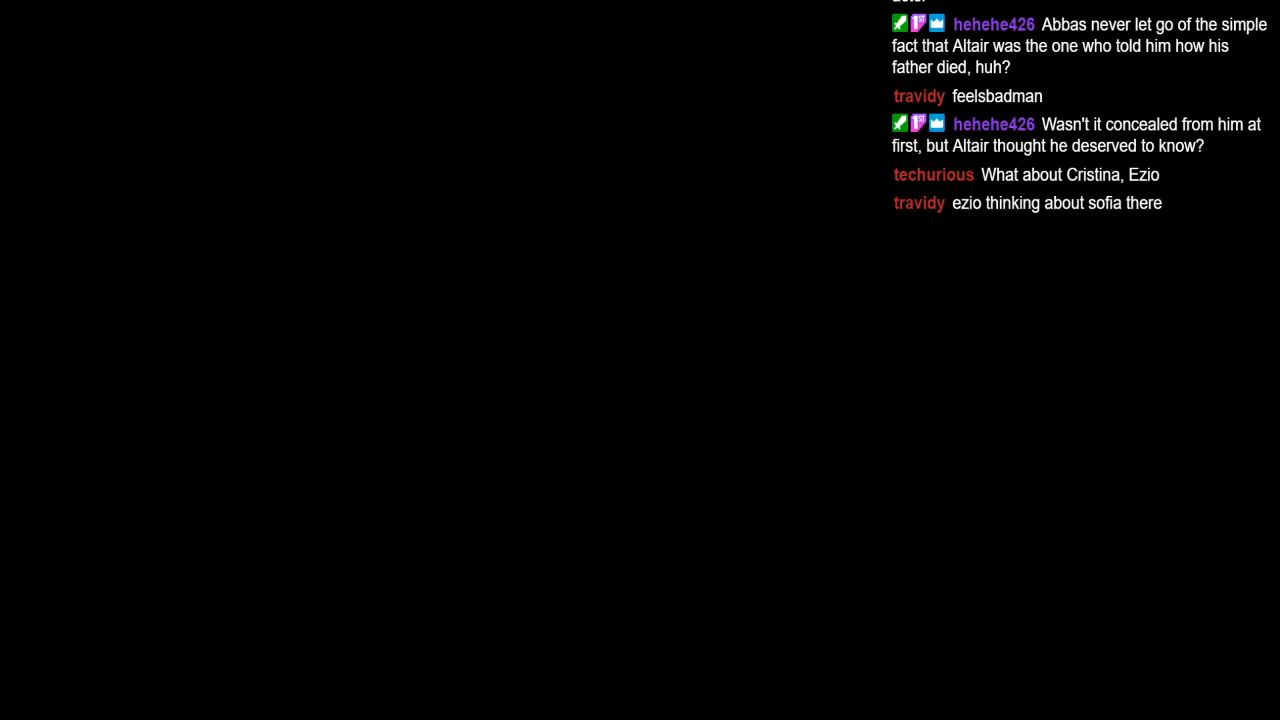 hehehe426 Abbas never let go of the simple
fact that Altair was the one who told him how his
father died, huh?
travidy feelsbadman
hehehe426 Wasn't it concealed from him at
first, but Altair thought he deserved to know?
techurious What about Cristina, Ezio
travidy ezio thinking about sofia there